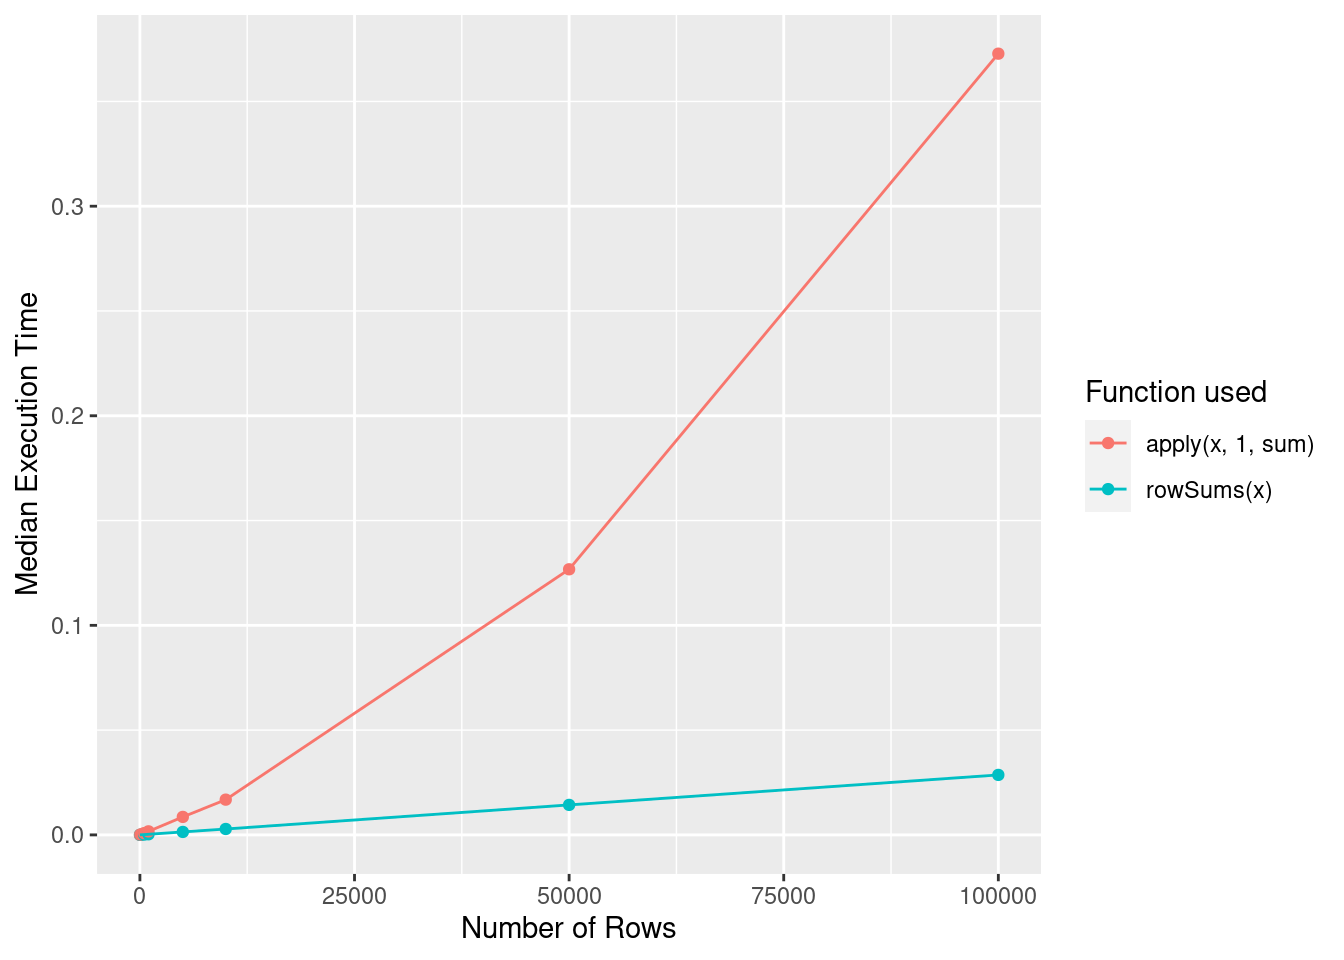 Median Execution Time
0.3
0.2
0.1
0.0
0
25000
50000
75000
100000
Number of Rows
Function used
apply(x, 1, sum)
rowSums(x)